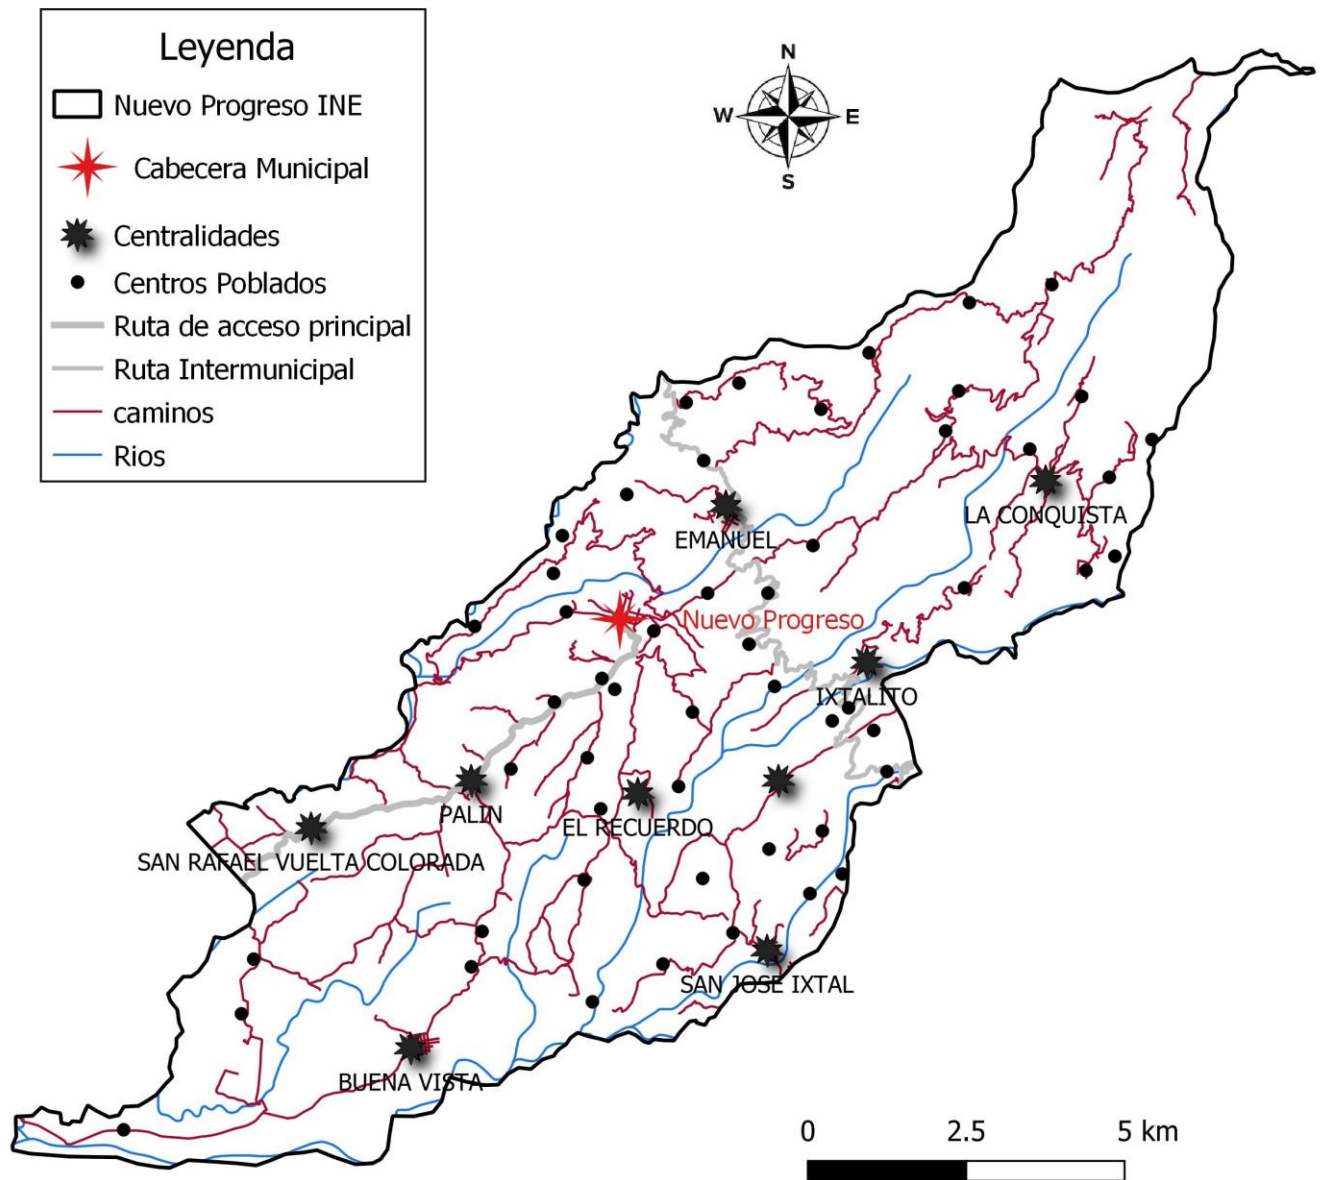 Leyenda
Nuevo Progreso INE
Cabecera Municipal
Centralidades
Centros Poblados
Ruta de acceso principal
Ruta Intermunicipal
caminos
Rios
N
W
E
S
LA CONQUISTA
EMANUEL
Nuevo Progreso
IXTALITO
PALIN
EL RECUERDO
SAN RAFAEL VUELTA COLORADA
SAN JOSE IXTAL
BUENA VISTA
0 2.5 5 km